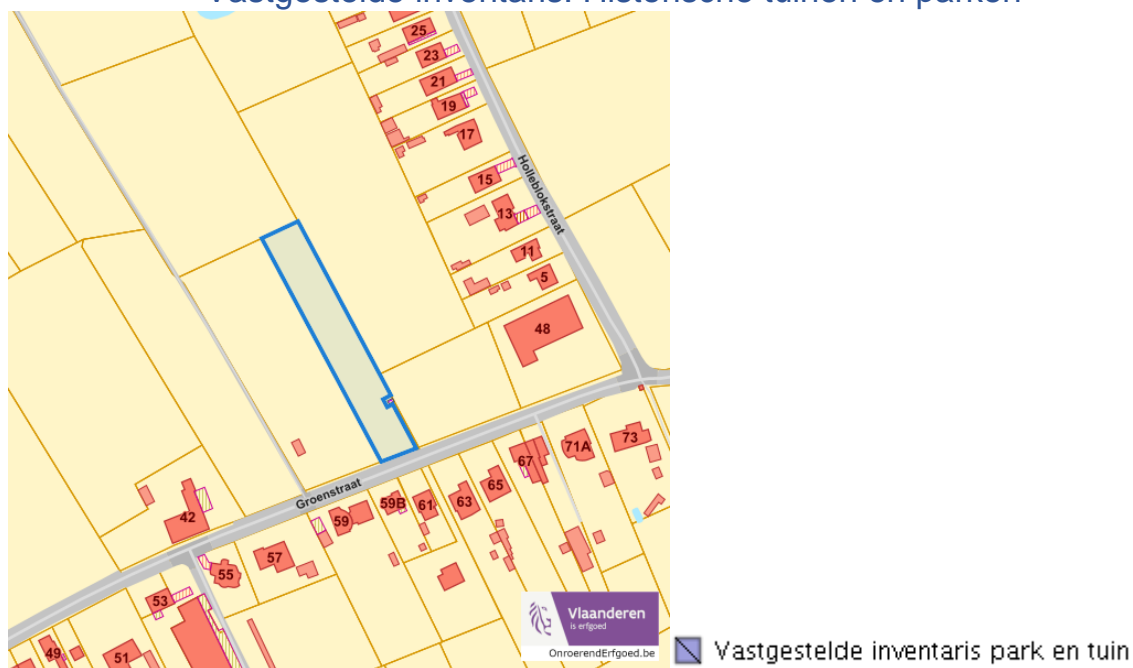 Vastgestelde inventaris: Historische tuinen en parken
25
23
21
19
17
Holleblokstraat
15
13
11
5
48
73
71A
67
65
63
61
59B
59
Groenstraat
42
57
55
53
51
49
Vlaanderen
is erfgoed
OnroerendErfgoed.be
Vastgestelde inventaris park en tuin